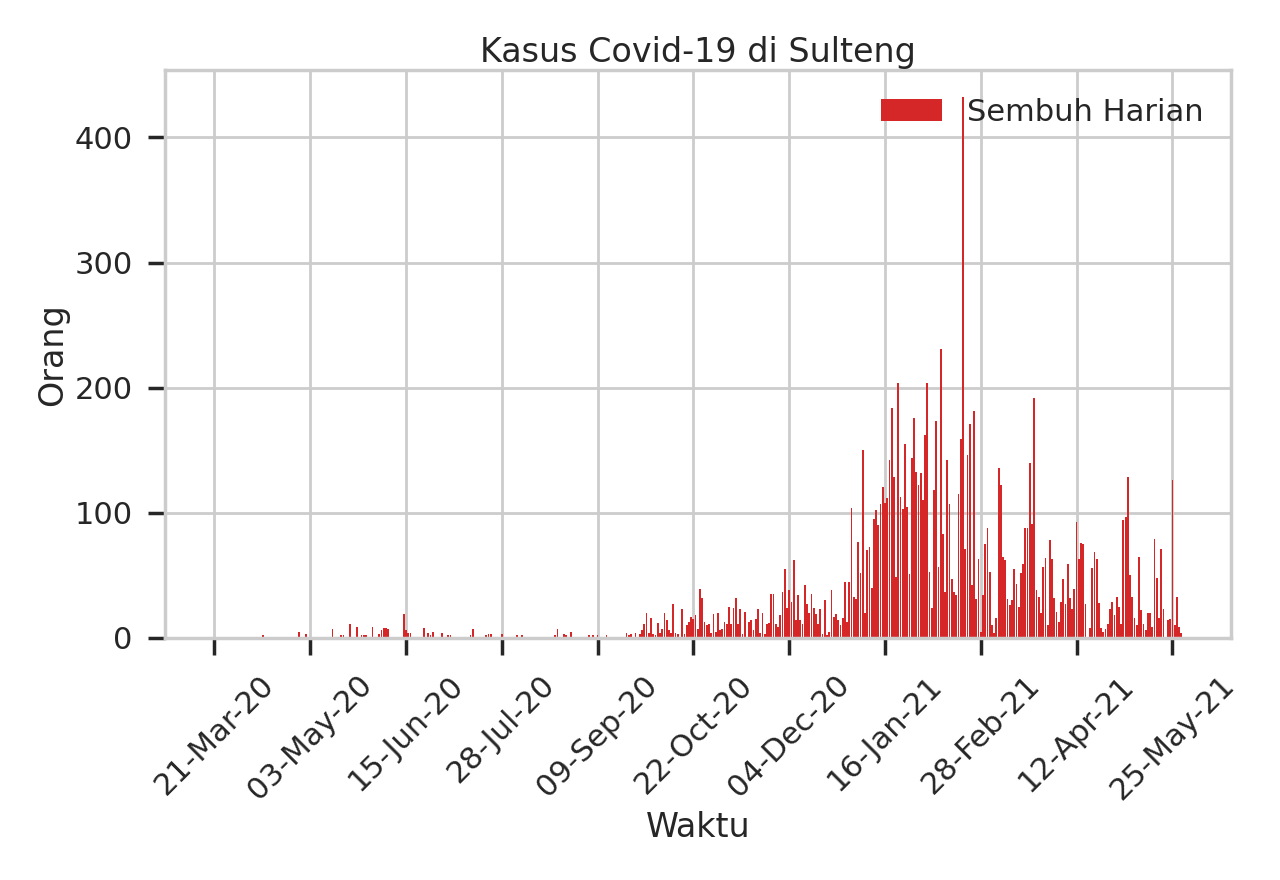 Kasus Covid-19 di Sulteng
Sembuh Harian
Orang
400
300
200
100
0
21-Mar-20
03-May-20
15-Jun-20
28-Jul-20
09-Sep-20
22-Oct-20
04-Dec-20
16-Jan-21
28-Feb-21
12-Apr-21
25-May-21
Waktu